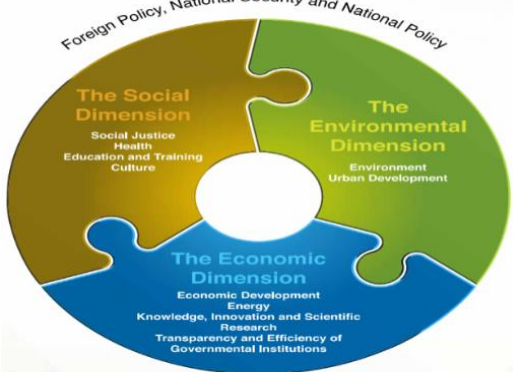 Foreign Policy, National Security and National Policy
The Social
Dimension
Social Justice
Health
Education and Training
Culture
The
Environmental
Dimension
Environment
Urban Development
The Economic
Dimension
Economic Development
Energy
Knowledge, Innovation and Scientific
Research
Transparency and Efficiency of
Governmental Institutions